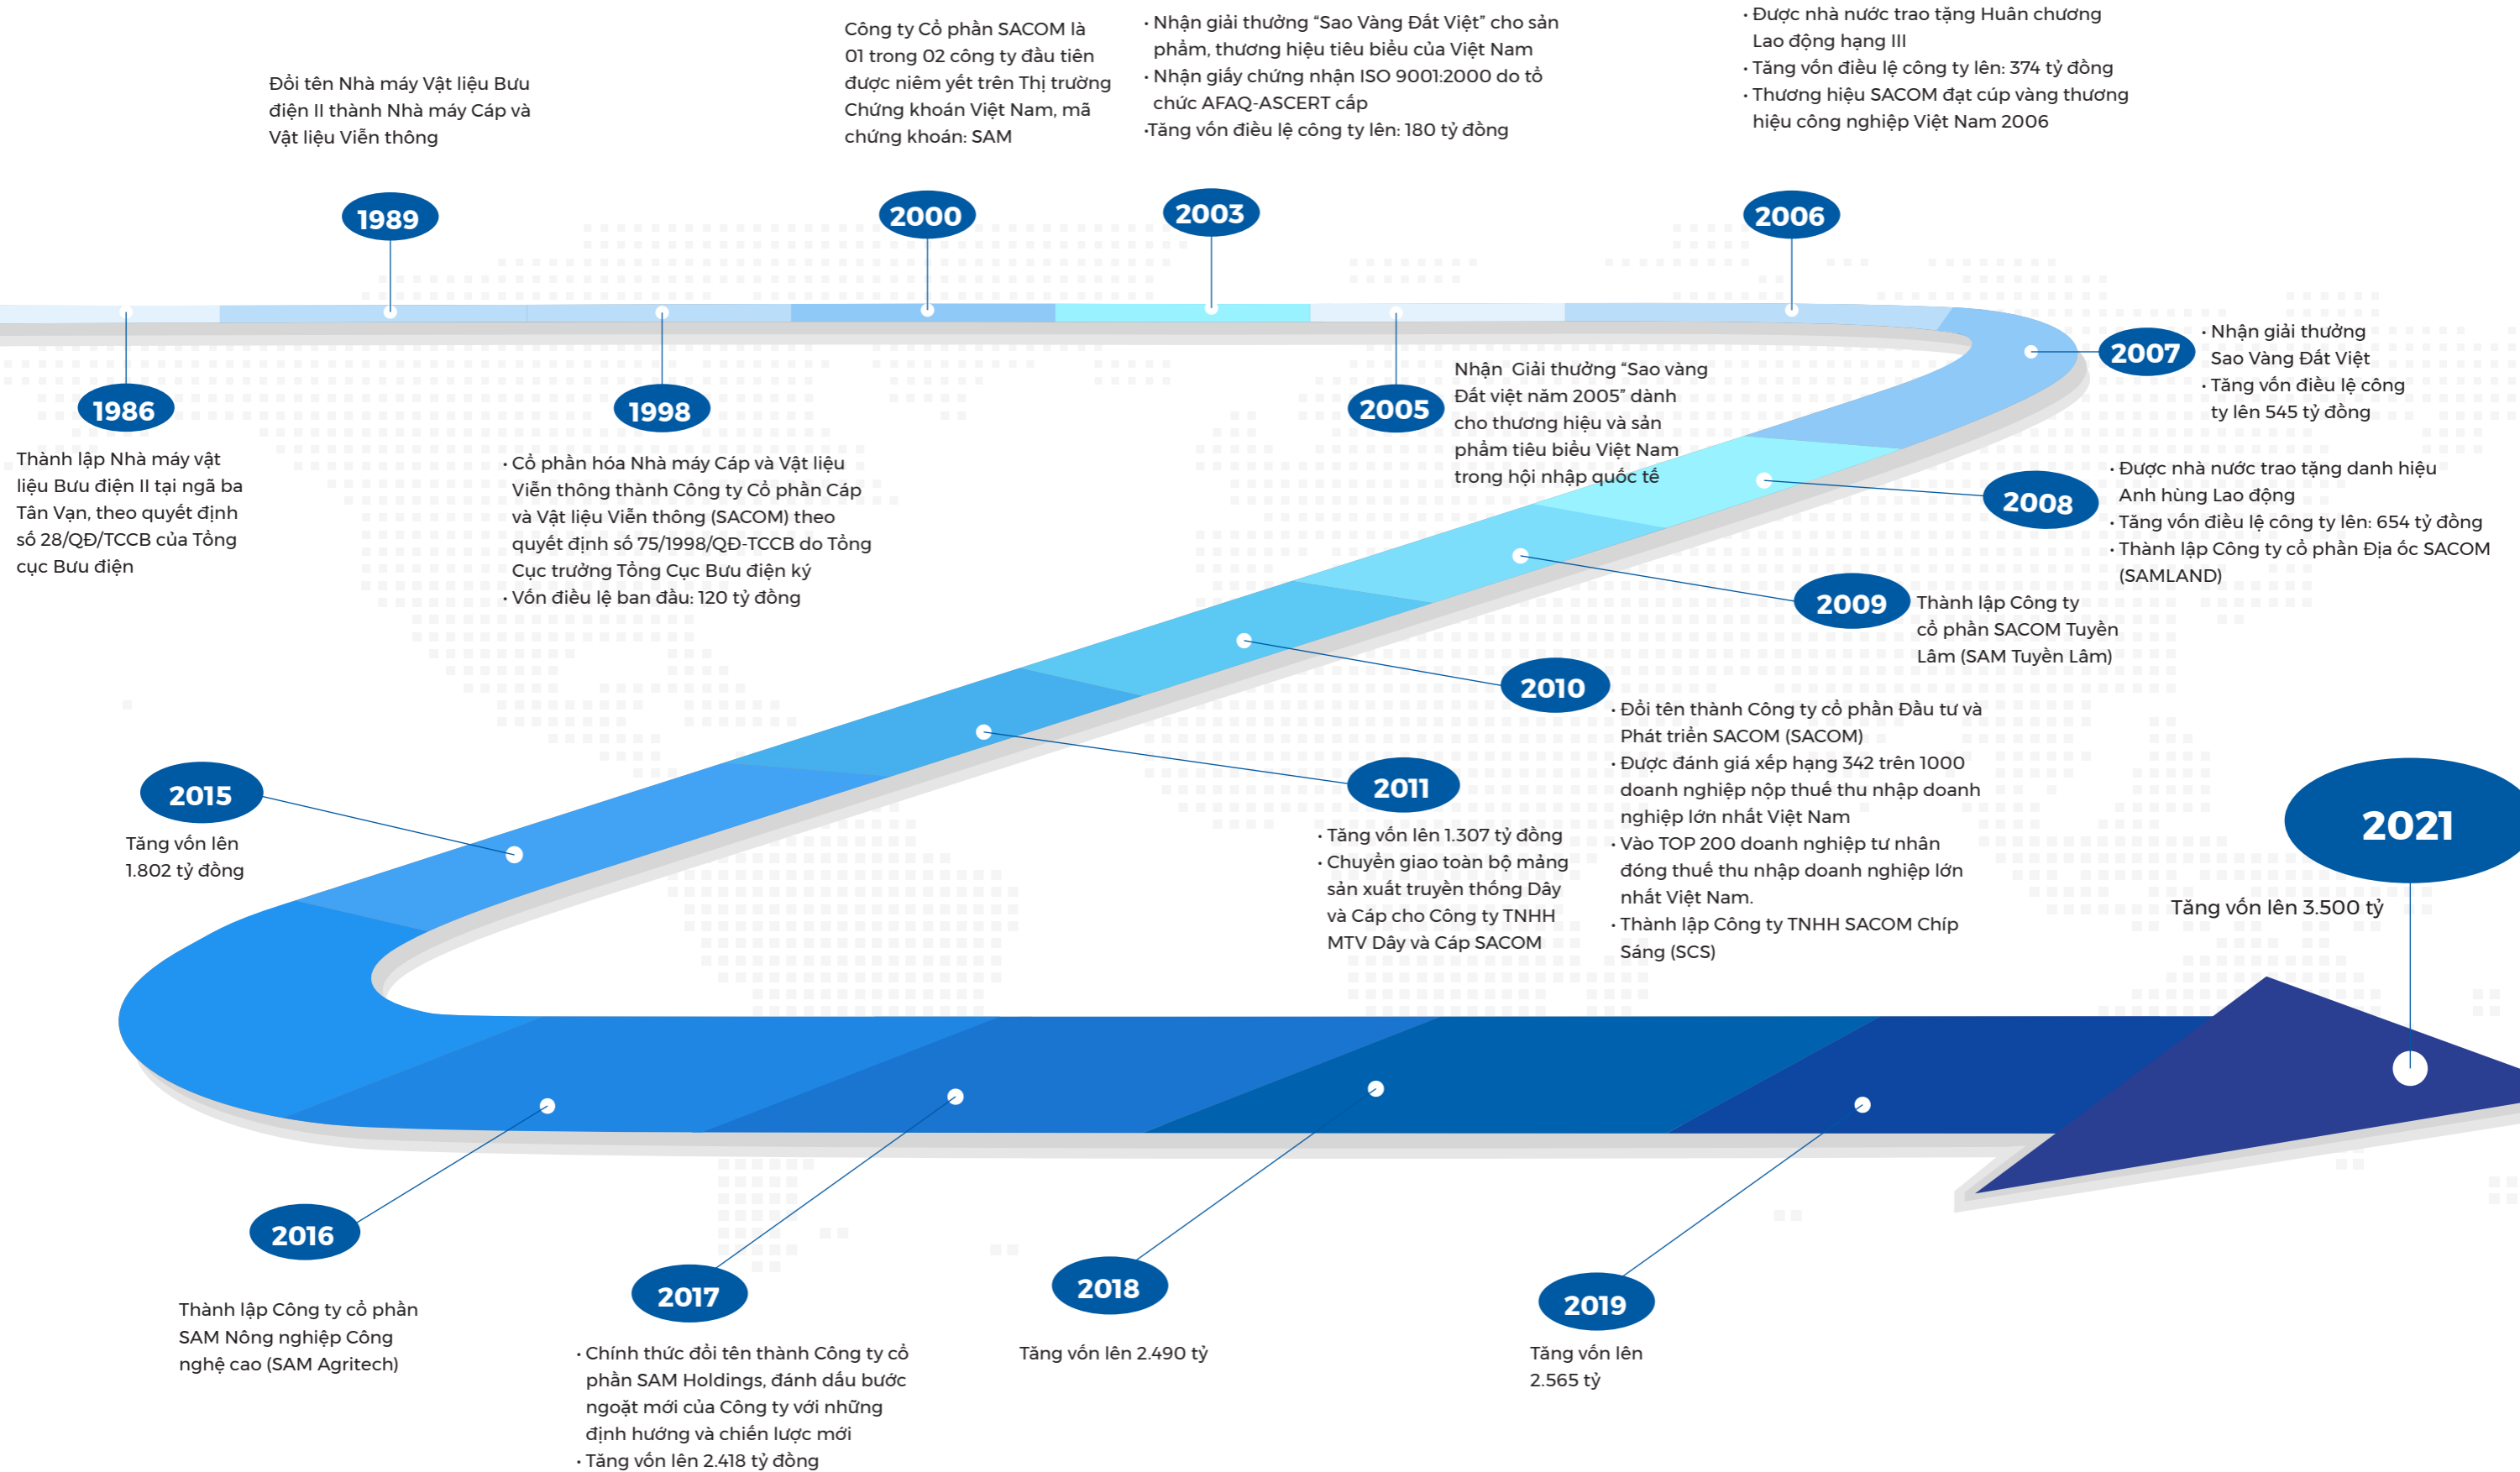 1986
Thành lập Nhà máy vật
liệu Bưu điện II tại ngã ba
Tân Vạn, theo quyết định
số 28/QĐ/TCCB của Tổng
cục Bưu điện
Đổi tên Nhà máy Vật liệu Bưu
điện II thành Nhà máy Cáp và
Vật liệu Viễn thông
1989
1998
• Cổ phần hóa Nhà máy Cáp và Vật liệu
Viễn thông thành Công ty Cổ phần Cáp
và Vật liệu Viễn thông (SACOM) theo
quyết định số 75/1998/QĐ-TCCB do Tổng
Cục trưởng Tổng Cục Bưu điện ký
• Vốn điều lệ ban đầu: 120 tỷ đồng
Công ty Cổ phần SACOM là
01 trong 02 công ty đầu tiên
được niêm yết trên Thị trường
Chứng khoán Việt Nam, mã
chứng khoán: SAM
2000
• Nhận giải thưởng “Sao Vàng Đất Việt” cho sản
phẩm, thương hiệu tiêu biểu của Việt Nam
• Nhận giấy chứng nhận ISO 9001:2000 do tổ
chức AFAQ-ASCERT cấp
•Tăng vốn điều lệ công ty lên: 180 tỷ đồng
2003
2005
Nhận Giải thưởng “Sao vàng
Đất việt năm 2005” dành
cho thương hiệu và sản
phẩm tiêu biểu Việt Nam
trong hội nhập quốc tế
• Được nhà nước trao tặng Huân chương
Lao động hạng III
• Tăng vốn điều lệ công ty lên: 374 tỷ đồng
• Thương hiệu SACOM đạt cúp vàng thương
hiệu công nghiệp Việt Nam 2006
2006
2007
• Nhận giải thưởng
Sao Vàng Đất Việt
• Tăng vốn điều lệ công
ty lên 545 tỷ đồng
2008
• Được nhà nước trao tặng danh hiệu
Anh hùng Lao động
• Tăng vốn điều lệ công ty lên: 654 tỷ đồng
• Thành lập Công ty cổ phần Địa ốc SACOM
(SAMLAND)
2009
Thành lập Công ty
cổ phần SACOM Tuyền
Lâm (SAM Tuyền Lâm)
2010
• Đổi tên thành Công ty cổ phần Đầu tư và
Phát triển SACOM (SACOM)
• Được đánh giá xếp hạng 342 trên 1000
doanh nghiệp nộp thuế thu nhập doanh
nghiệp lớn nhất Việt Nam
• Vào TOP 200 doanh nghiệp tư nhân
đóng thuế thu nhập doanh nghiệp lớn
nhất Việt Nam.
• Thành lập Công ty TNHH SACOM Chíp
Sáng (SCS)
2011
• Tăng vốn lên 1.307 tỷ đồng
• Chuyển giao toàn bộ mảng
sản xuất truyền thống Dây
và Cáp cho Công ty TNHH
MTV Dây và Cáp SACOM
2015
Tăng vốn lên
1.802 tỷ đồng
2016
Thành lập Công ty cổ phần
SAM Nông nghiệp Công
nghệ cao (SAM Agritech)
2017
• Chính thức đổi tên thành Công ty cổ
phần SAM Holdings, đánh dấu bước
ngoặt mới của Công ty với những
định hướng và chiến lược mới
• Tăng vốn lên 2.418 tỷ đồng
2018
Tăng vốn lên 2.490 tỷ
2019
Tăng vốn lên
2.565 tỷ
2021
Tăng vốn lên 3.500 tỷ